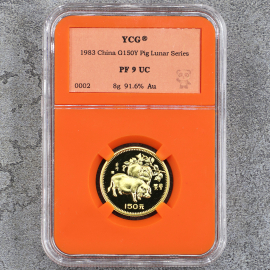 YCG®
1983 China G150Y Pig Lunar Series
PF 9 UC
0002 8g 91.6% Au
150元